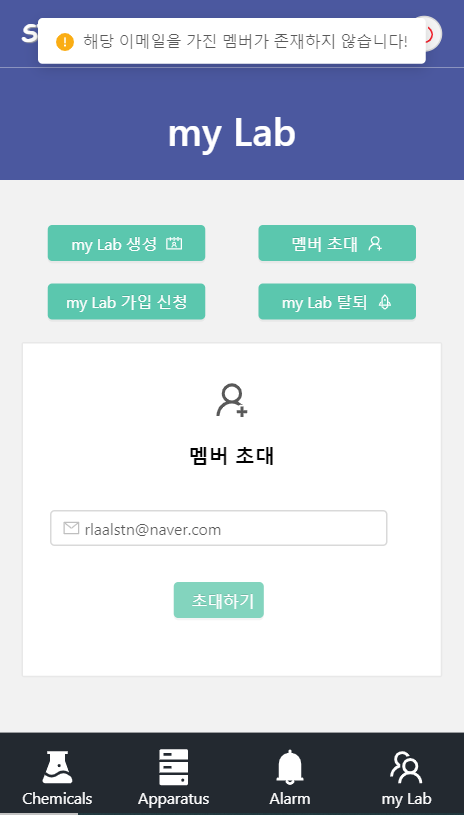 해당 이메일을 가진 멤버가 존재하지 않습니다!
my Lab
my Lab 생성
멤버 초대
my Lab 가입 신청
my Lab 탈퇴
멤버 초대
rlaalstn@naver.com
초대하기
Chemicals
Apparatus
Alarm
my Lab